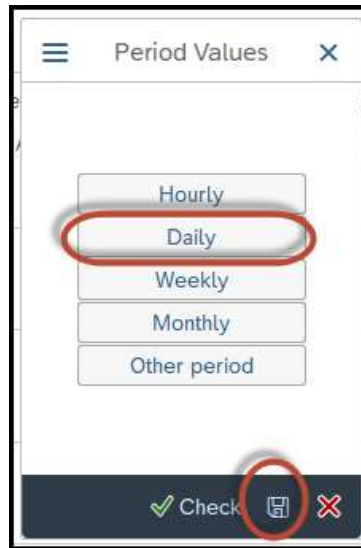 Period Values
Hourly
Daily
Weekly
Monthly
Other period
Check